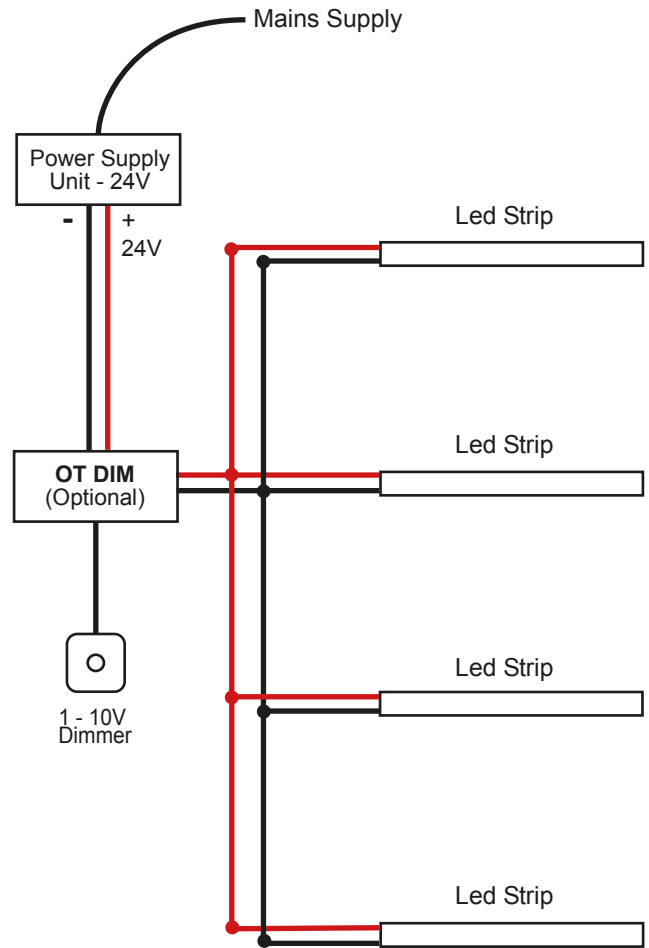 Mains Supply
Power Supply
Unit - 24V
- +
24V
Led Strip
Led Strip
OT DIM
(Optional)
Led Strip
1 - 10V
Dimmer
Led Strip